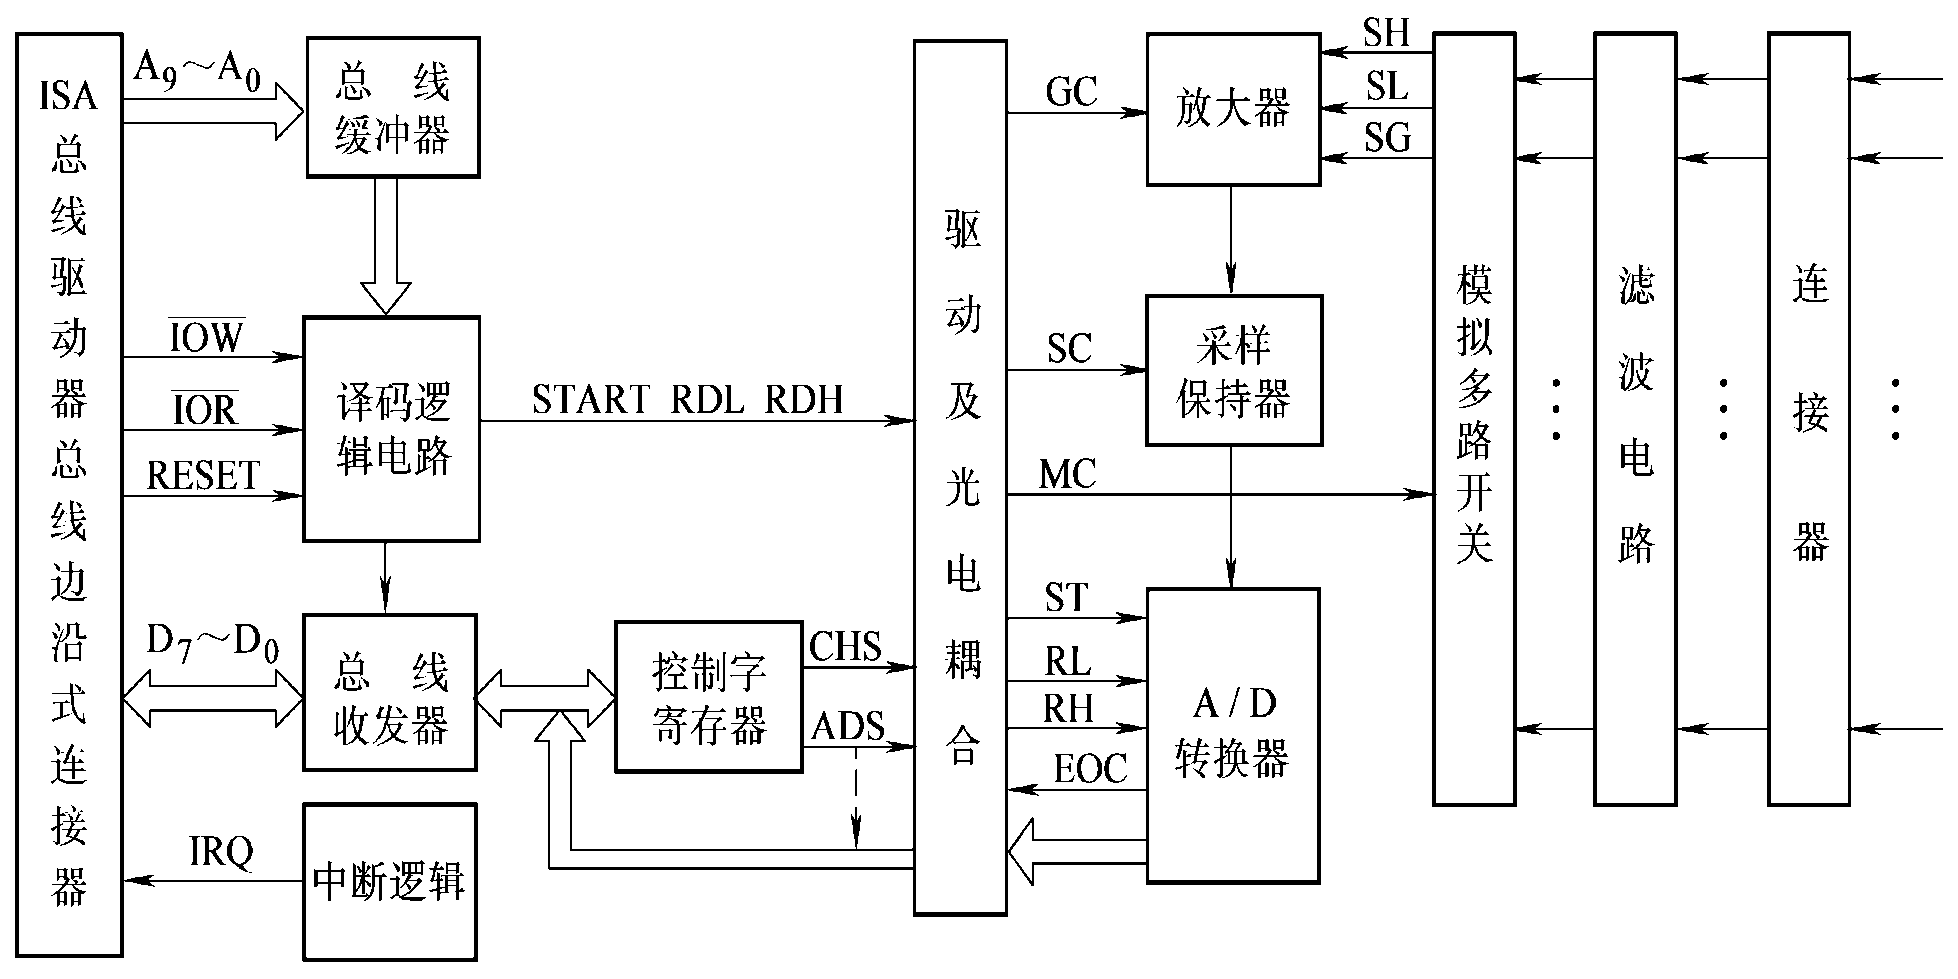 ISA总线驱动器总线边沿式连接器
A₉～A₀
总 线
缓冲器
I̅O̅W̅
I̅O̅R̅
RESET
译码逻
辑电路
START RDL RDH
D₇～D₀
总 线
收发器
控制字
寄存器
CHS
ADS
IRQ
中断逻辑
驱动及光电耦合
GC
SC
MC
ST
RL
RH
EOC
放大器
采样
保持器
A / D
转换器
SH
SL
SG
模拟多路开关
滤波电路
连接器